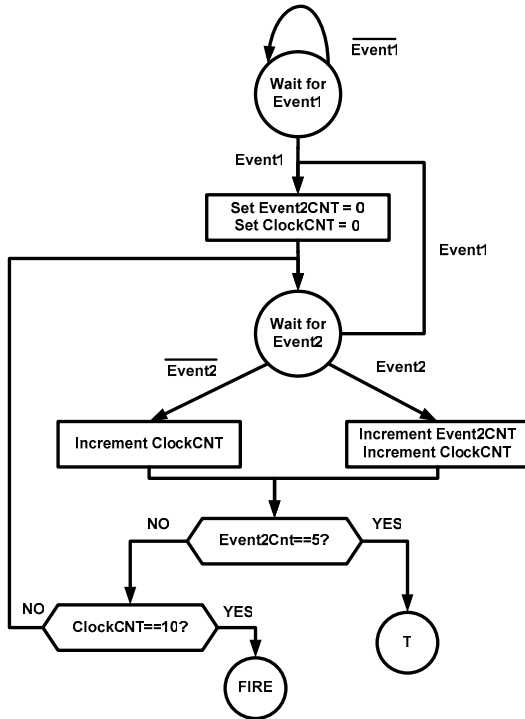 Event1
Wait for
Event1
Event1
Set Event2CNT = 0
Set ClockCNT = 0
Event1
Wait for
Event2
Event2
Event2
Increment ClockCNT
Increment Event2CNT
Increment ClockCNT
NO
Event2Cnt==5?
YES
NO
ClockCNT==10?
YES
T
FIRE